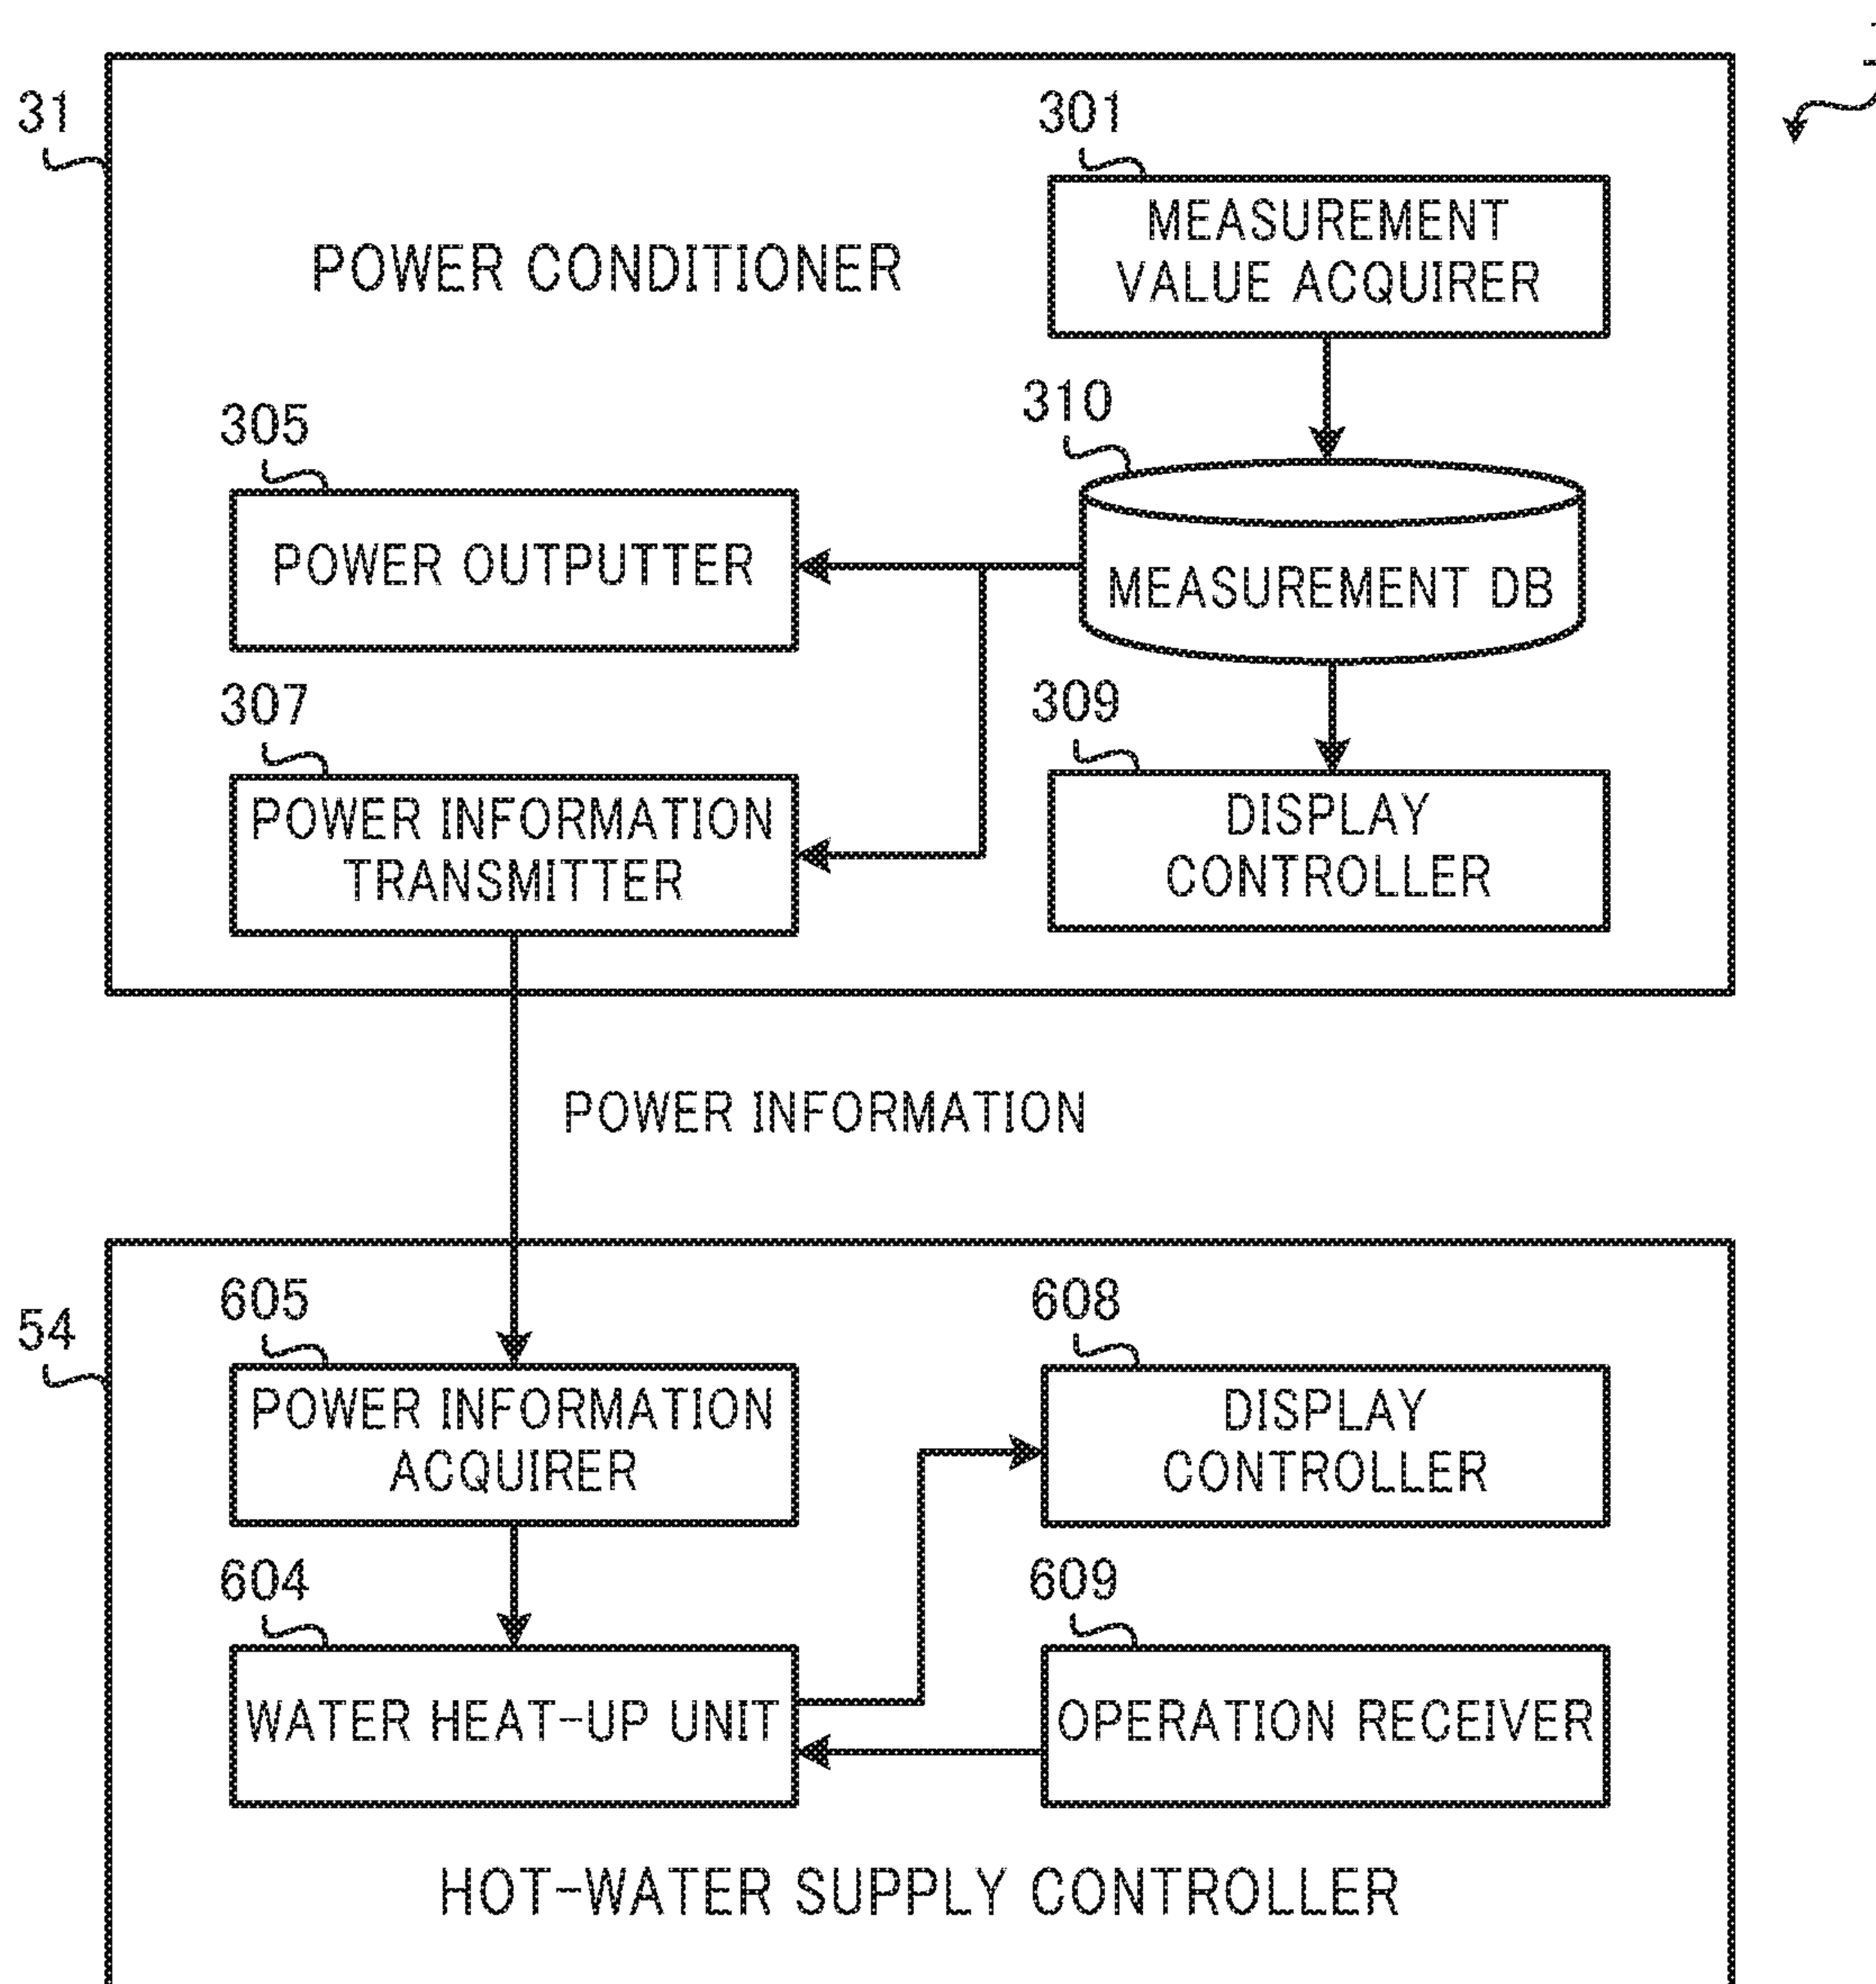 31
301
MEASUREMENT
VALUE ACQUIRER
POWER CONDITIONER
310
305
MEASUREMENT DB
POWER OUTPUTTER
307
309
POWER INFORMATION
TRANSMITTER
DISPLAY
CONTROLLER
POWER INFORMATION
54
605
608
POWER INFORMATION
ACQUIRER
DISPLAY
CONTROLLER
604
609
WATER HEAT-UP UNIT
OPERATION RECEIVER
HOT-WATER SUPPLY CONTROLLER